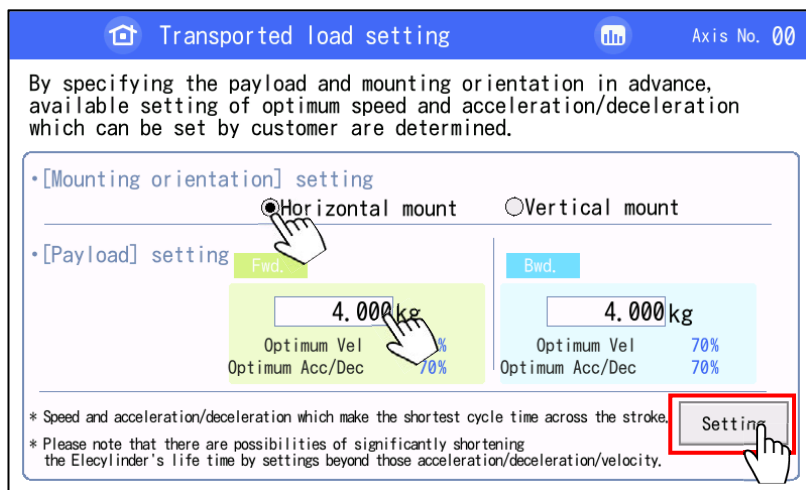 Transported load setting
Axis No. 00
By specifying the payload and mounting orientation in advance,
available setting of optimum speed and acceleration/deceleration
which can be set by customer are determined.
・[Mounting orientation] setting
Horizontal mount
Vertical mount
・[Payload] setting
Fwd.
Bwd.
4.000 kg
4.000 kg
Optimum Vel %
Optimum Vel 70%
Optimum Acc/Dec 70%
Optimum Acc/Dec 70%
* Speed and acceleration/deceleration which make the shortest cycle time across the stroke.
Setting
* Please note that there are possibilities of significantly shortening
the Elecylinder's life time by settings beyond those acceleration/deceleration/velocity.